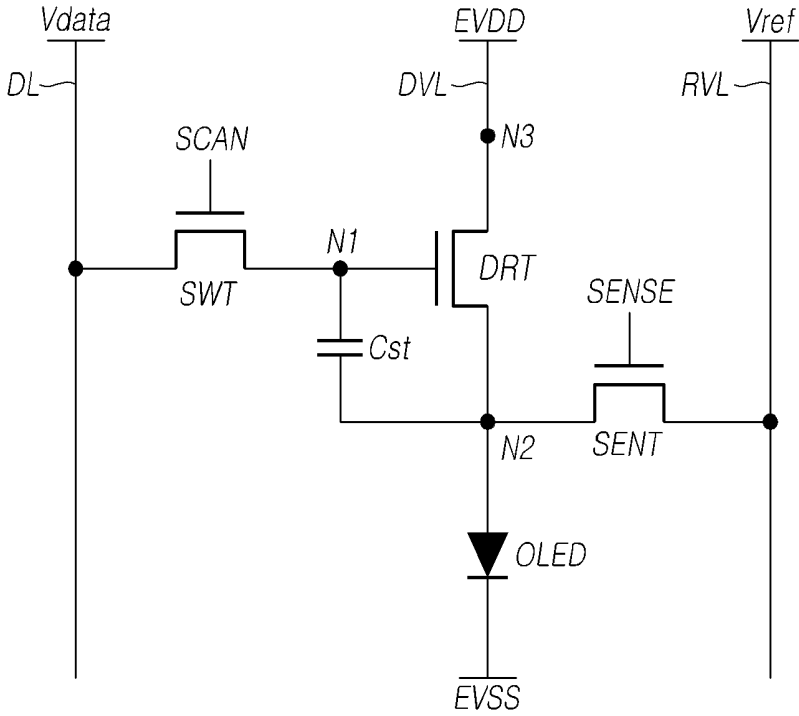 Vdata
EVDD
Vref
DL
DVL
RVL
N3
SCAN
N1
DRT
SWT
SENSE
Cst
N2
SENT
OLED
EVSS